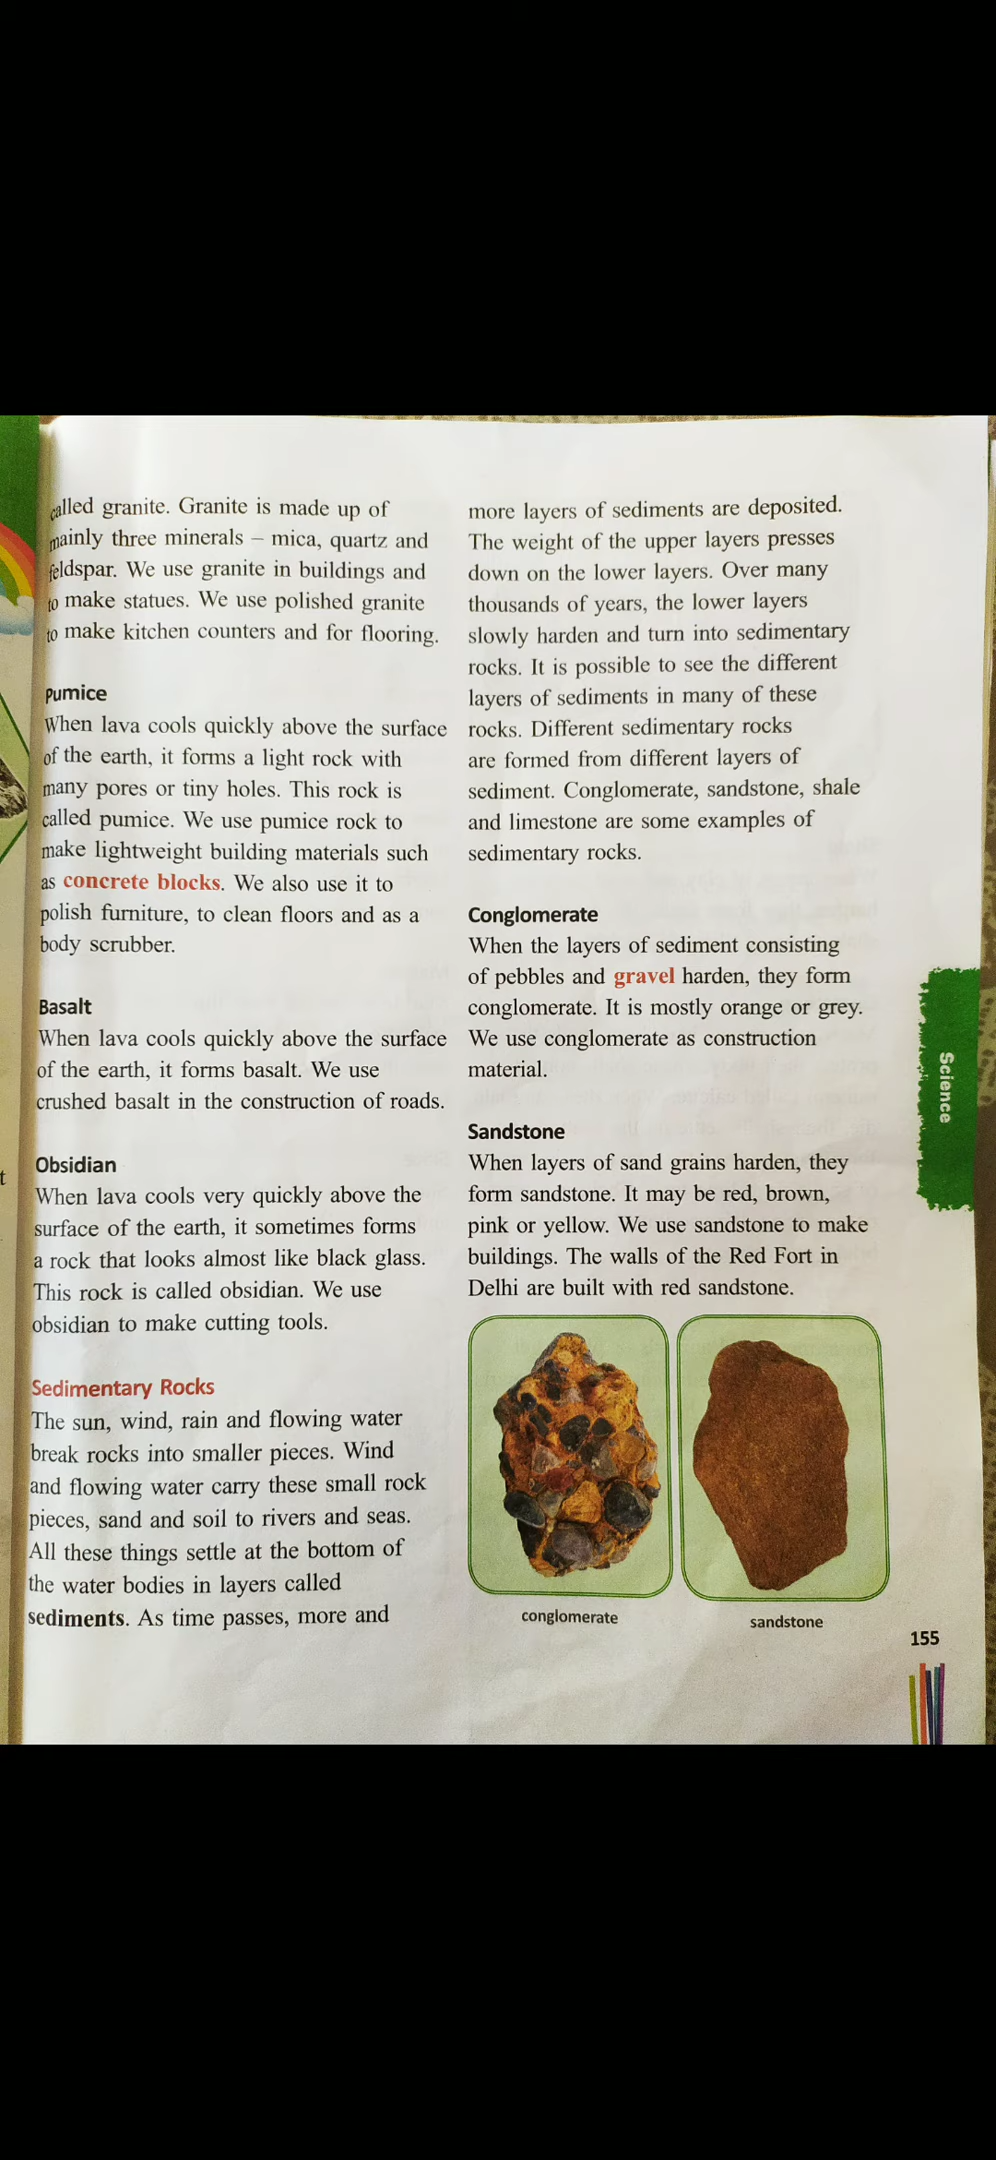 called granite. Granite is made up of
mainly three minerals – mica, quartz and
feldspar. We use granite in buildings and
to make statues. We use polished granite
to make kitchen counters and for flooring.
Pumice
When lava cools quickly above the surface
of the earth, it forms a light rock with
many pores or tiny holes. This rock is
called pumice. We use pumice rock to
make lightweight building materials such
as concrete blocks. We also use it to
polish furniture, to clean floors and as a
body scrubber.
Basalt
When lava cools quickly above the surface
of the earth, it forms basalt. We use
crushed basalt in the construction of roads.
Obsidian
When lava cools very quickly above the
surface of the earth, it sometimes forms
a rock that looks almost like black glass.
This rock is called obsidian. We use
obsidian to make cutting tools.
Sedimentary Rocks
The sun, wind, rain and flowing water
break rocks into smaller pieces. Wind
and flowing water carry these small rock
pieces, sand and soil to rivers and seas.
All these things settle at the bottom of
the water bodies in layers called
sediments. As time passes, more and
more layers of sediments are deposited.
The weight of the upper layers presses
down on the lower layers. Over many
thousands of years, the lower layers
slowly harden and turn into sedimentary
rocks. It is possible to see the different
layers of sediments in many of these
rocks. Different sedimentary rocks
are formed from different layers of
sediment. Conglomerate, sandstone, shale
and limestone are some examples of
sedimentary rocks.
Conglomerate
When the layers of sediment consisting
of pebbles and gravel harden, they form
conglomerate. It is mostly orange or grey.
We use conglomerate as construction
material.
Sandstone
When layers of sand grains harden, they
form sandstone. It may be red, brown,
pink or yellow. We use sandstone to make
buildings. The walls of the Red Fort in
Delhi are built with red sandstone.
conglomerate
sandstone
Science
155